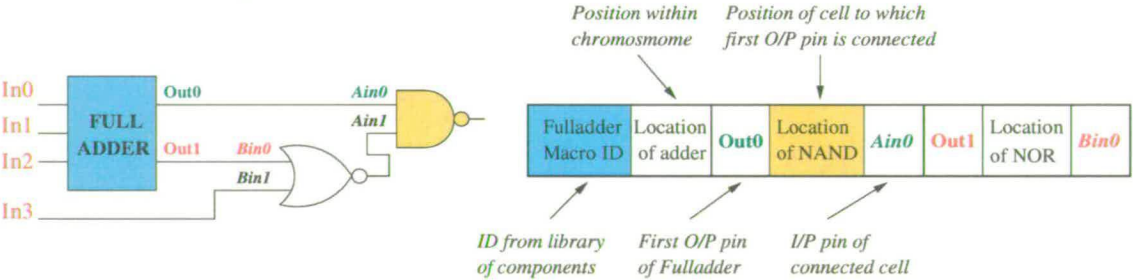 Position within
chromosmome
Position of cell to which
first O/P pin is connected
In0
In1
In2
In3
FULL
ADDER
Out0
Out1
Ain0
Ain1
Bin0
Bin1
Fulladder
Macro ID
Location
of adder
Out0
Location
of NAND
Ain0
Out1
Location
of NOR
Bin0
ID from library
of components
First O/P pin
of Fulladder
I/P pin of
connected cell